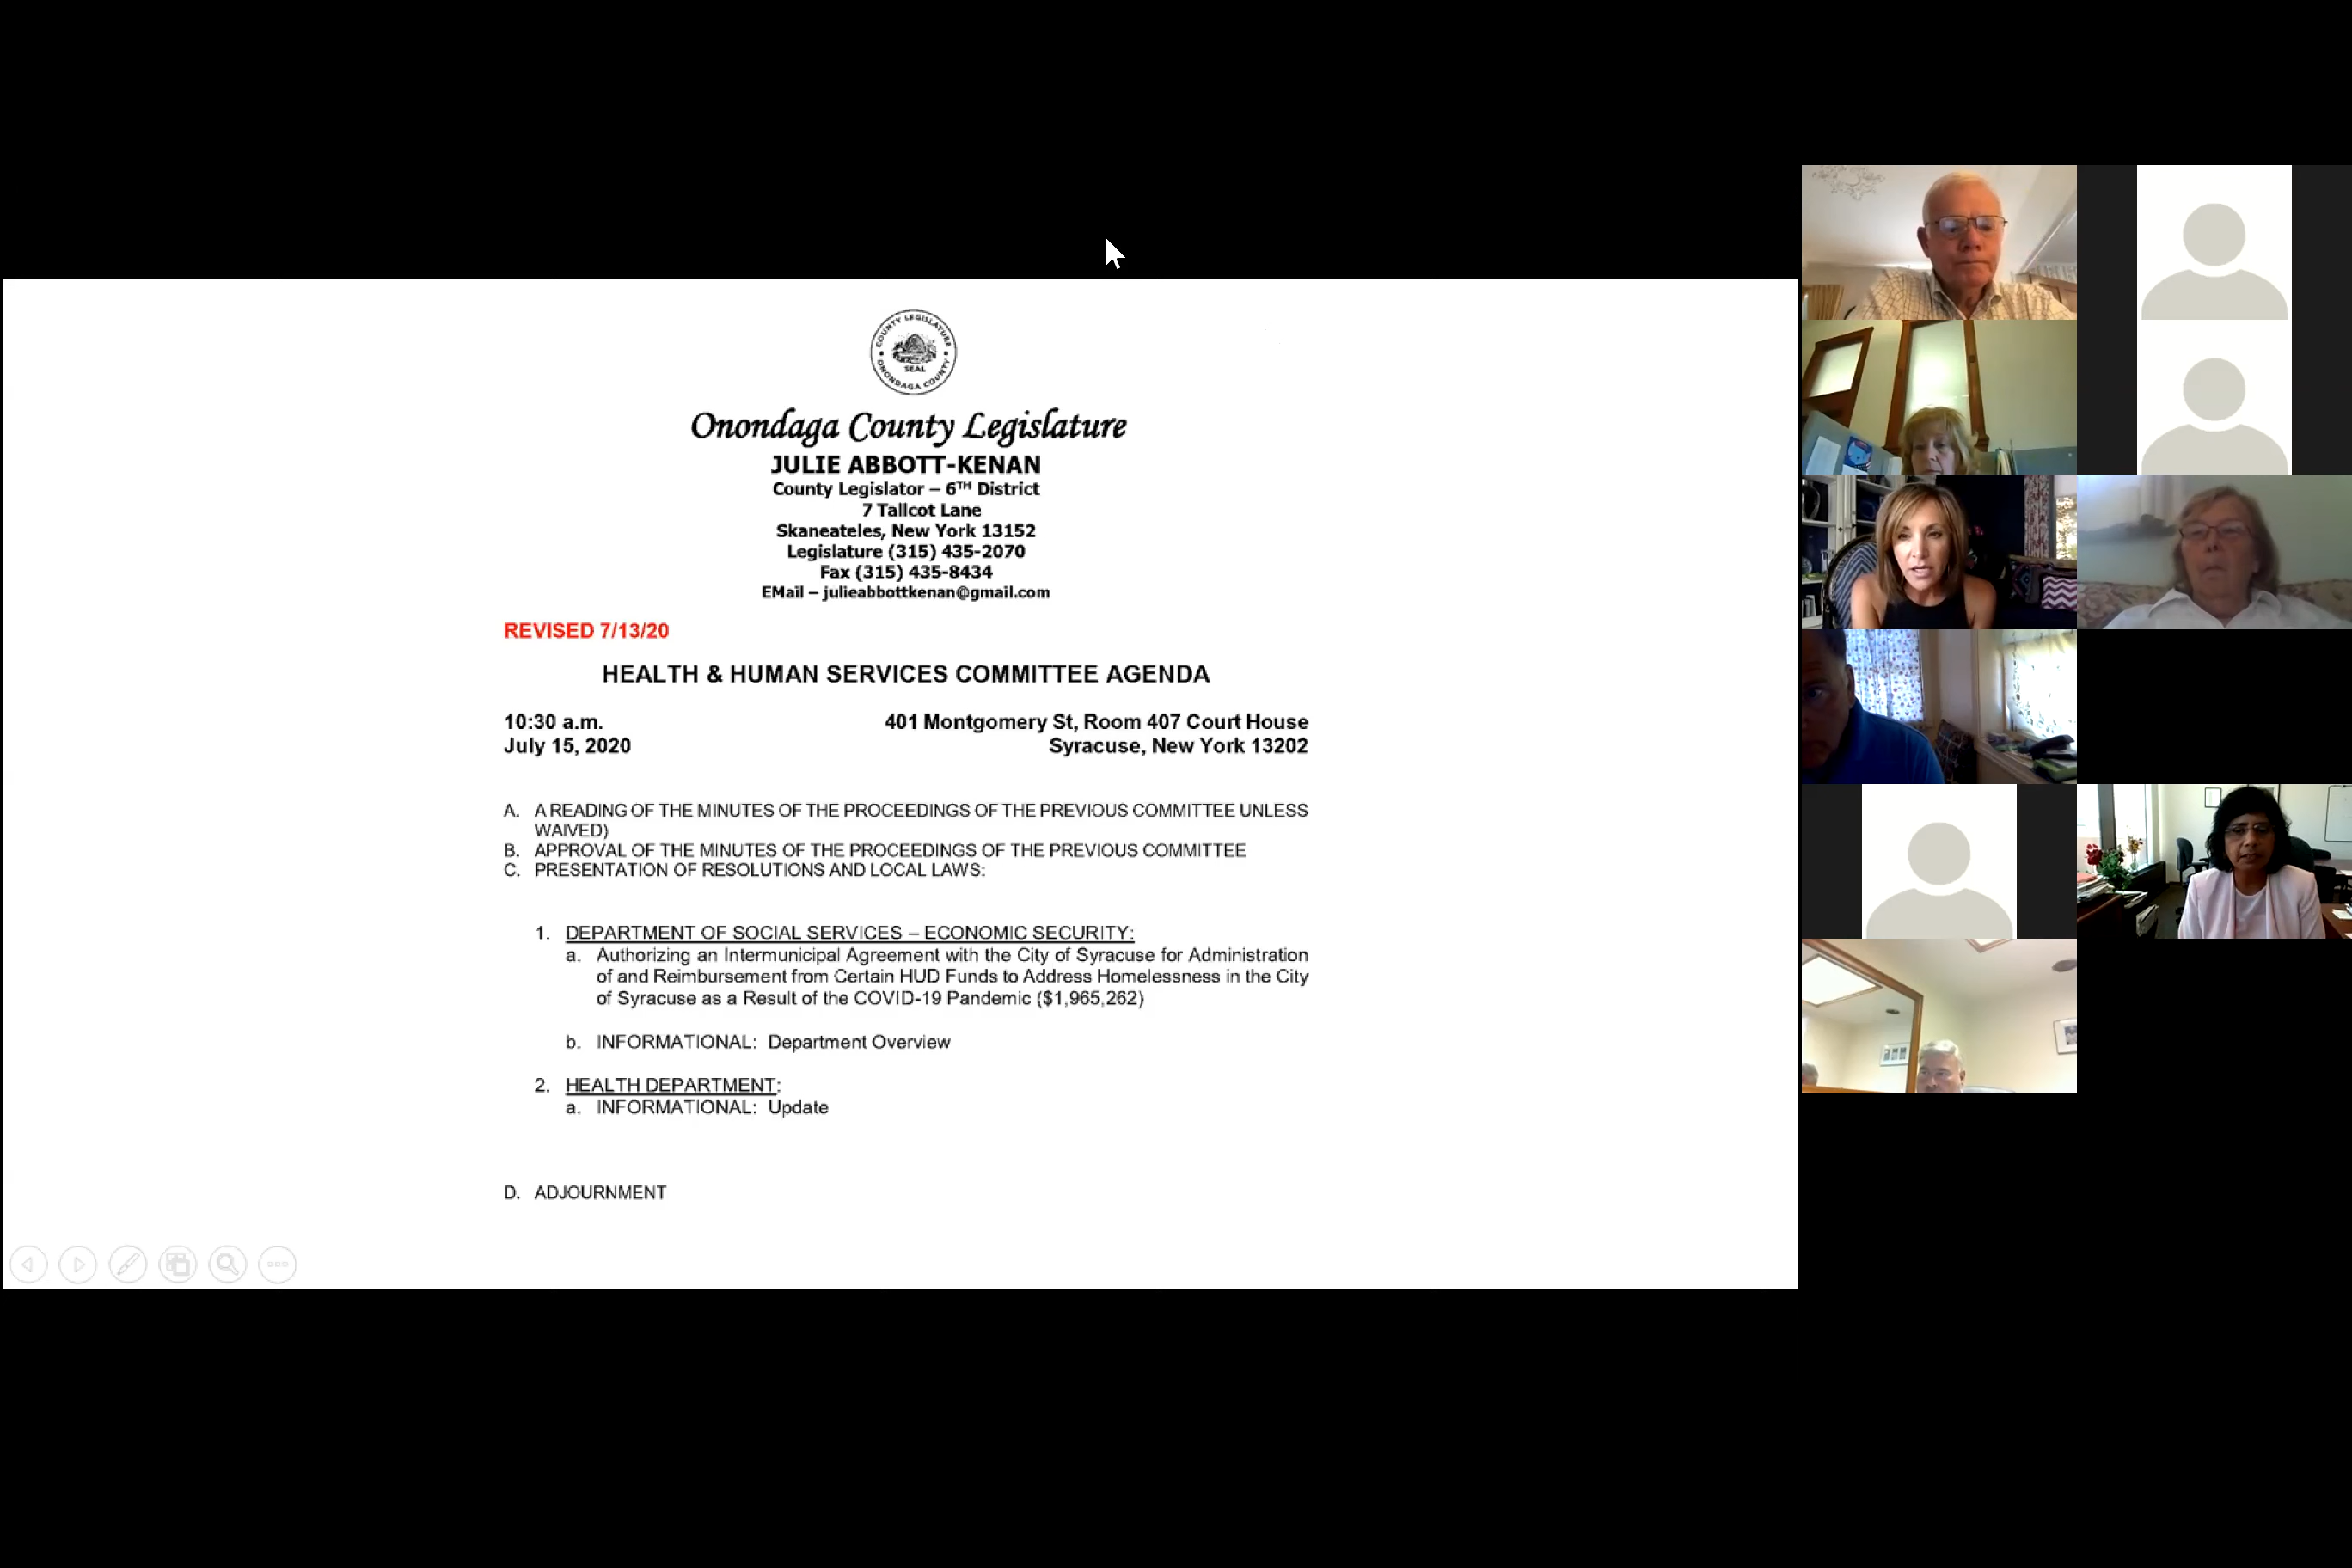 COUNTY LEGISLATURE
SEAL
ONONDAGA COUNTY
Onondaga County Legislature
JULIE ABBOTT-KENAN
County Legislator – 6TH District
7 Tallcot Lane
Skaneateles, New York 13152
Legislature (315) 435-2070
Fax (315) 435-8434
EMail – julieabbottkenan@gmail.com
REVISED 7/13/20
HEALTH & HUMAN SERVICES COMMITTEE AGENDA
10:30 a.m. 401 Montgomery St, Room 407 Court House
July 15, 2020 Syracuse, New York 13202
A. A READING OF THE MINUTES OF THE PROCEEDINGS OF THE PREVIOUS COMMITTEE UNLESS
WAIVED)
B. APPROVAL OF THE MINUTES OF THE PROCEEDINGS OF THE PREVIOUS COMMITTEE
C. PRESENTATION OF RESOLUTIONS AND LOCAL LAWS:
1. DEPARTMENT OF SOCIAL SERVICES – ECONOMIC SECURITY:
a. Authorizing an Intermunicipal Agreement with the City of Syracuse for Administration
of and Reimbursement from Certain HUD Funds to Address Homelessness in the City
of Syracuse as a Result of the COVID-19 Pandemic ($1,965,262)
b. INFORMATIONAL: Department Overview
2. HEALTH DEPARTMENT:
a. INFORMATIONAL: Update
D. ADJOURNMENT